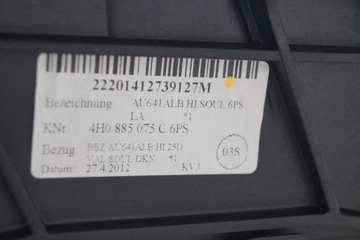 22201412739127M
Bezeichnung: AU641ALB HI.SOUL 6PS
LA *1
KNr. 4H0 885 075 C 6PS
Bezug: BEZ AU641ALB HI 25D
VAL SOUL DKN *1
03S
Datum: 27.4.2012 KV3